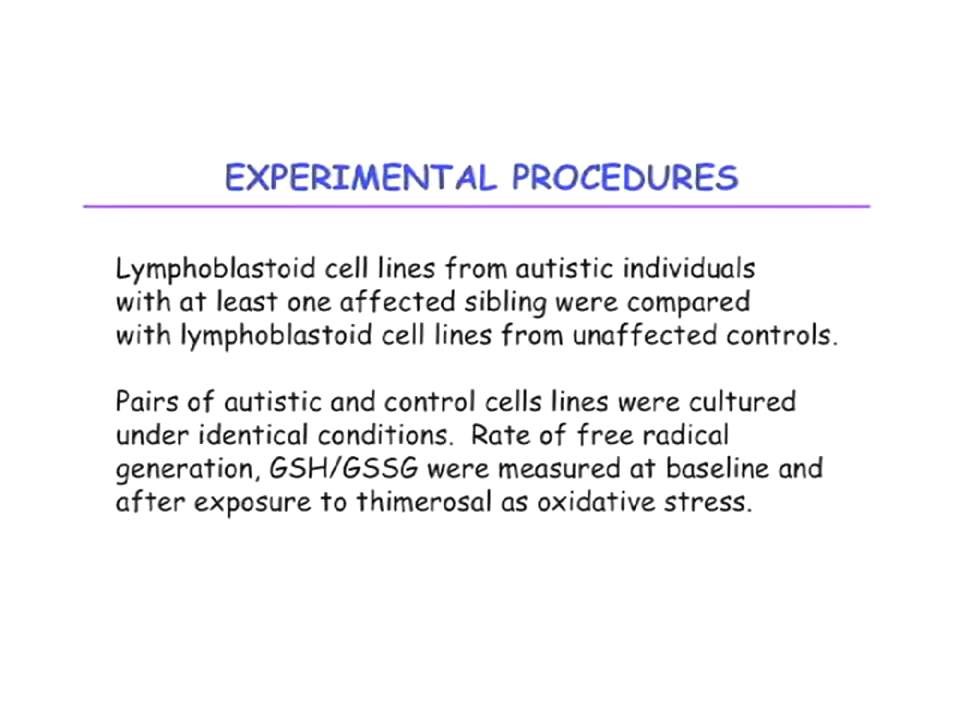 EXPERIMENTAL PROCEDURES
Lymphoblastoid cell lines from autistic individuals
with at least one affected sibling were compared
with lymphoblastoid cell lines from unaffected controls.
Pairs of autistic and control cells lines were cultured
under identical conditions.  Rate of free radical
generation, GSH/GSSG were measured at baseline and
after exposure to thimerosal as oxidative stress.